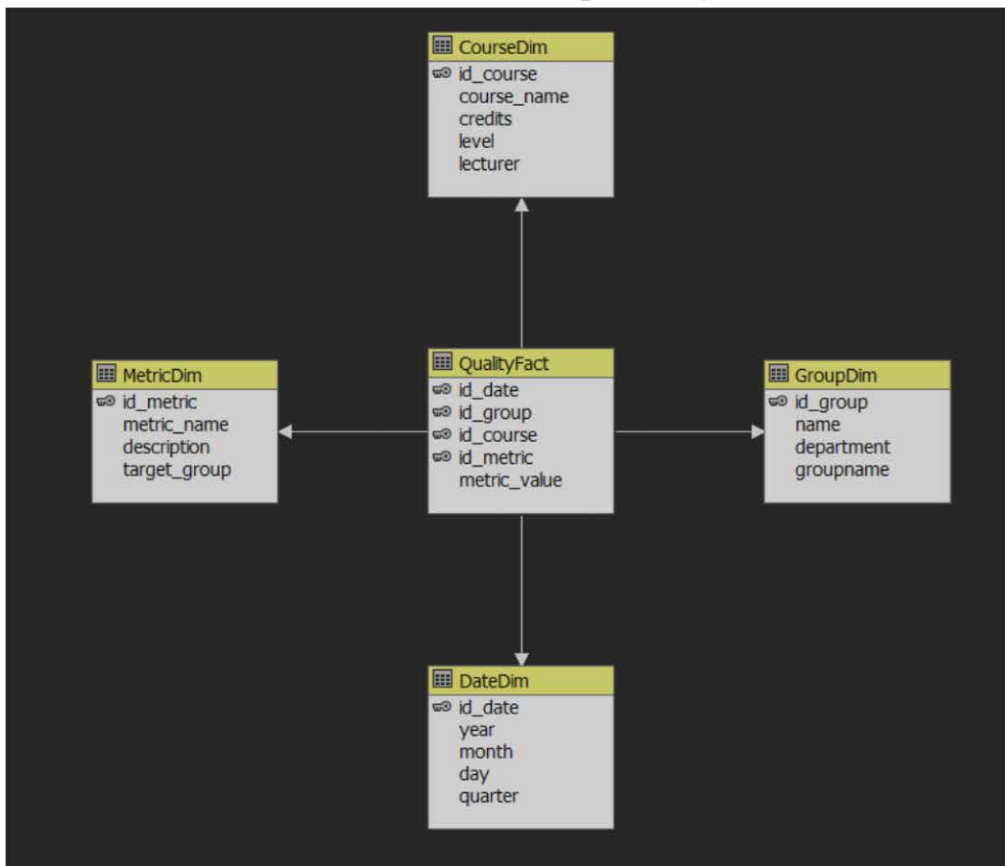 CourseDim
id_course
course_name
credits
level
lecturer
MetricDim
id_metric
metric_name
description
target_group
QualityFact
id_date
id_group
id_course
id_metric
metric_value
GroupDim
id_group
name
department
groupname
DateDim
id_date
year
month
day
quarter